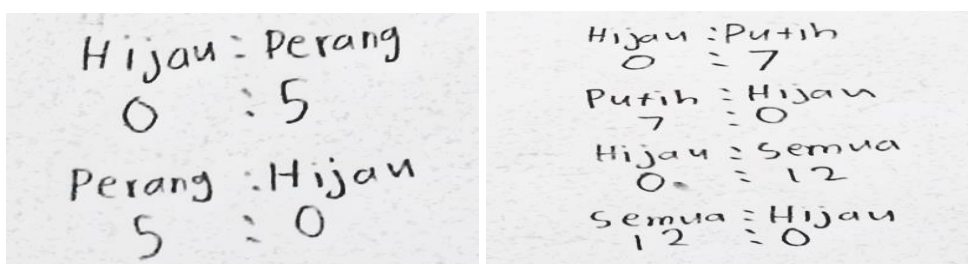 Hijau : Perang
0 : 5
Perang : Hijau
5 : 0
Hijau : Putih
0 : 7
Putih : Hijau
7 : 0
Hijau : Semua
0 : 12
Semua : Hijau
12 : 0